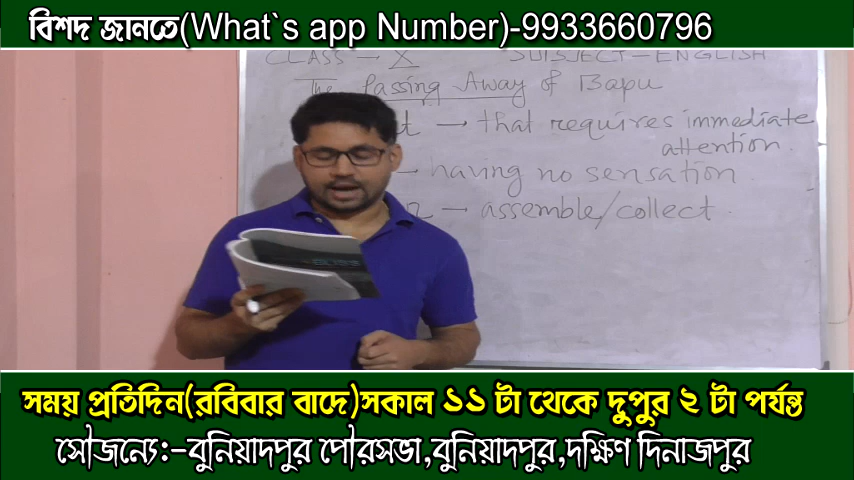 বিশদ জানতে(What`s app Number)-9933660796
CLASS - X SUBJECT - ENGLISH
The Passing Away of Bapu
→ that requires immediate
attention.
→ having no sensation
→ assemble/collect.
সময় প্রতিদিন(রবিবার বাদে)সকাল ১১ টা থেকে দুপুর ২ টা পর্যন্ত
সৌজন্যে:-বুনিয়াদপুর পৌরসভা,বুনিয়াদপুর,দক্ষিণ দিনাজপুর